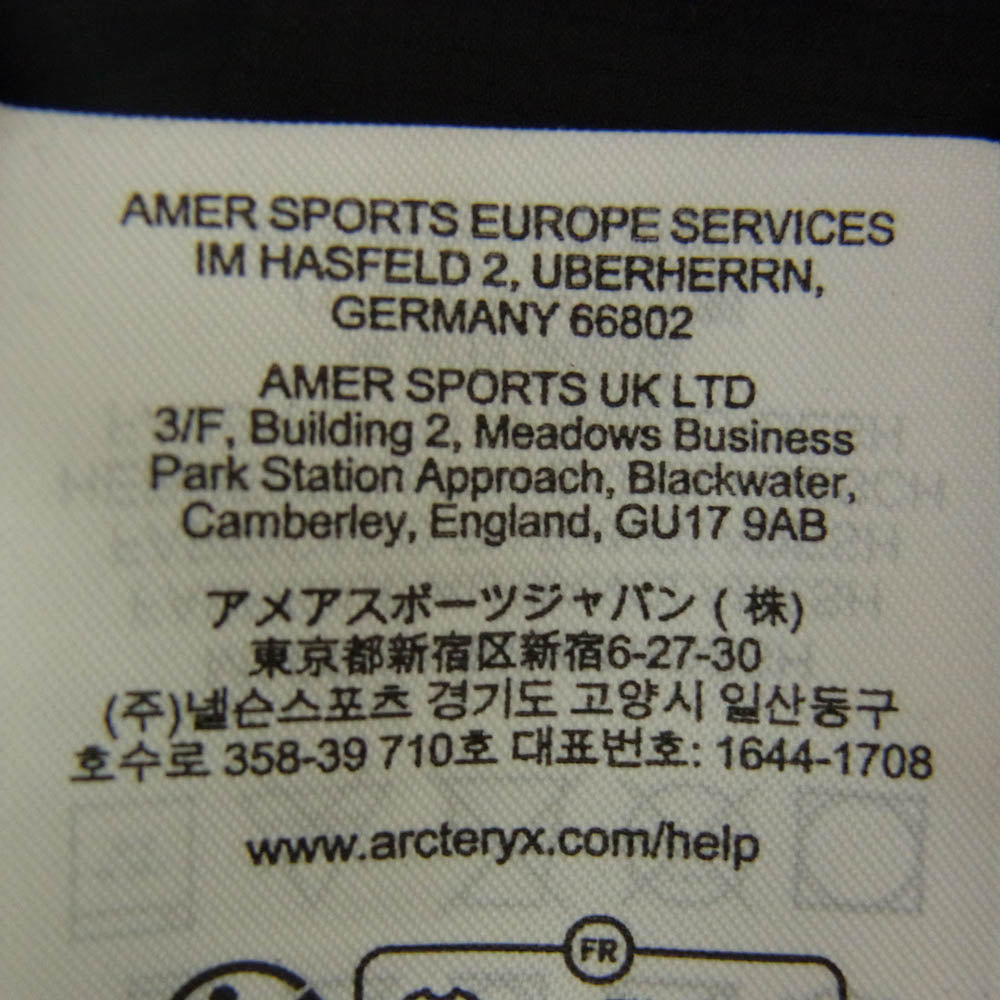 AMER SPORTS EUROPE SERVICES
IM HASFELD 2, UBERHERRN,
GERMANY 66802
AMER SPORTS UK LTD
3/F, Building 2, Meadows Business
Park Station Approach, Blackwater,
Camberley, England, GU17 9AB
アメアスポーツジャパン ( 株)
東京都新宿区新宿6-27-30
(주)넬슨스포츠 경기도 고양시 일산동구
호수로 358-39 710호 대표번호: 1644-1708
www.arcteryx.com/help
FR